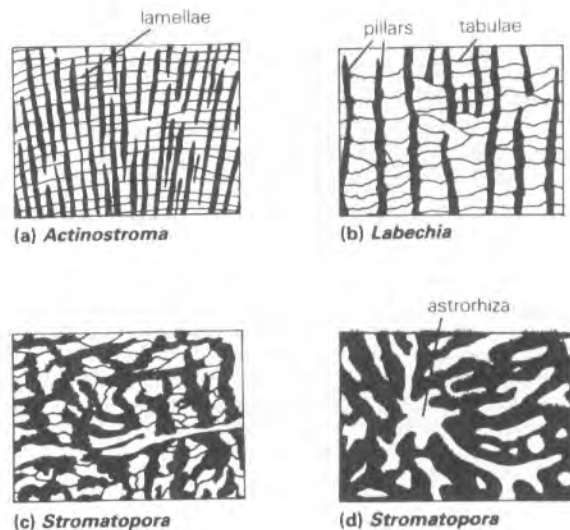 lamellae
pillars tabulae
(a) Actinostroma
(b) Labechia
astrorhiza
(c) Stromatopora
(d) Stromatopora